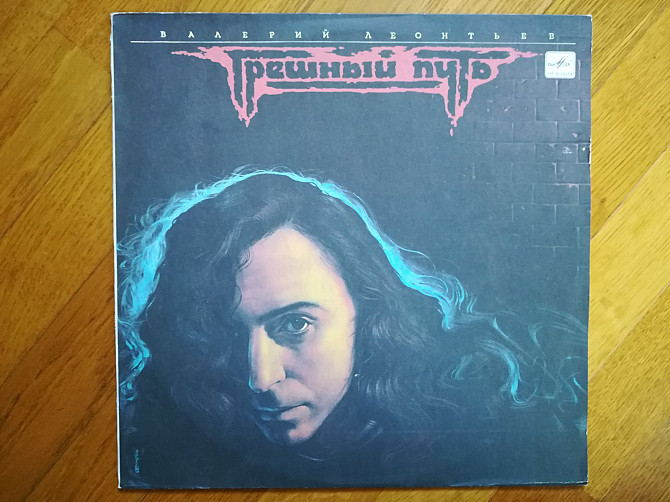 ВАЛЕРИЙ ЛЕОНТЬЕВ
Грешный путь